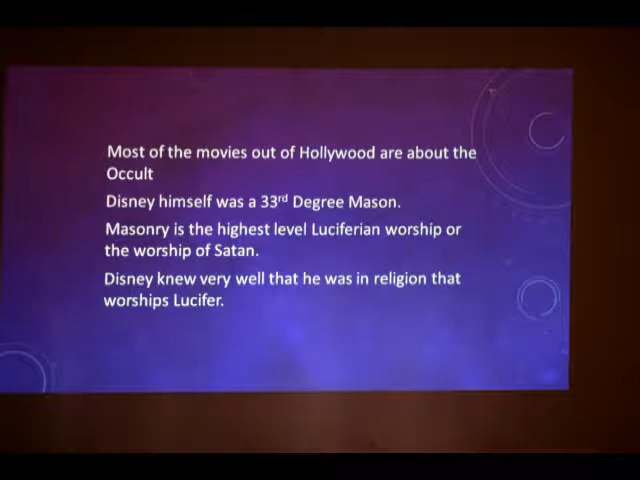 Most of the movies out of Hollywood are about the
Occult
Disney himself was a 33rd Degree Mason.
Masonry is the highest level Luciferian worship or
the worship of Satan.
Disney knew very well that he was in religion that
worships Lucifer.